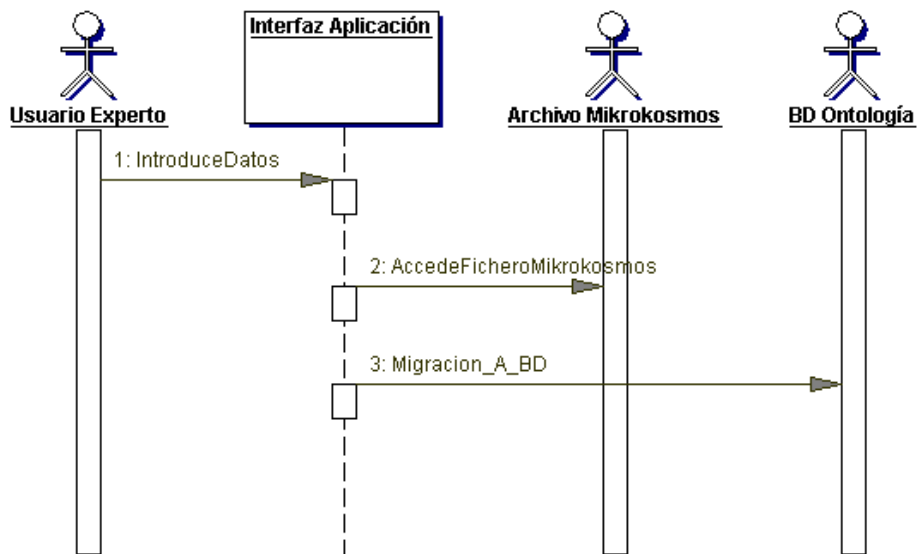 Usuario Experto
Interfaz Aplicación
Archivo Mikrokosmos
BD Ontología
1: IntroduceDatos
2: AccedeFicheroMikrokosmos
3: Migracion_A_BD